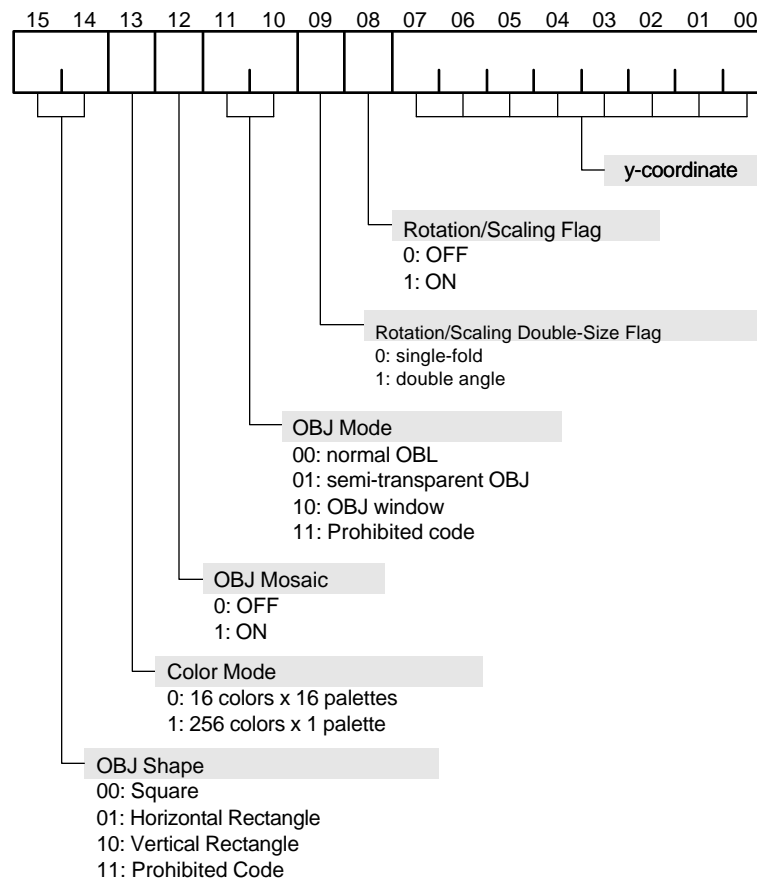 15 14 13 12 11 10 09 08 07 06 05 04 03 02 01 00
y-coordinate
Rotation/Scaling Flag
0: OFF
1: ON
Rotation/Scaling Double-Size Flag
0: single-fold
1: double angle
OBJ Mode
00: normal OBL
01: semi-transparent OBJ
10: OBJ window
11: Prohibited code
OBJ Mosaic
0: OFF
1: ON
Color Mode
0: 16 colors x 16 palettes
1: 256 colors x 1 palette
OBJ Shape
00: Square
01: Horizontal Rectangle
10: Vertical Rectangle
11: Prohibited Code